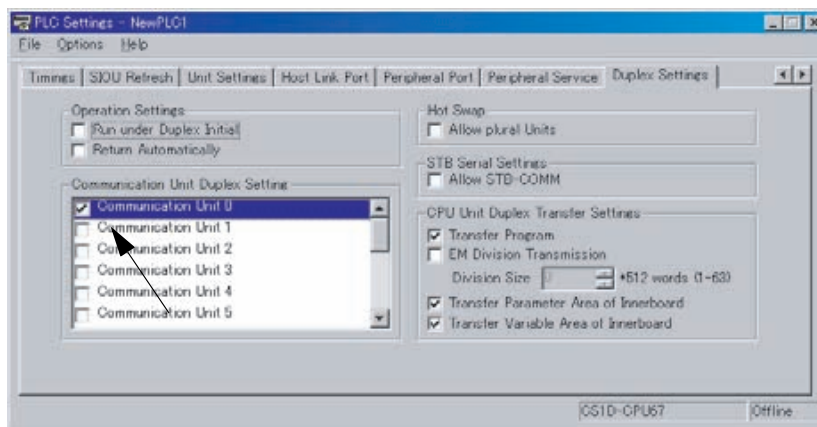 PLC Settings - NewPLC1
File Options Help
Timings SIOU Refresh Unit Settings Host Link Port Peripheral Port Peripheral Service Duplex Settings
Operation Settings
Run under Duplex Initial
Return Automatically
Communication Unit Duplex Setting
Communication Unit 0
Communication Unit 1
Communication Unit 2
Communication Unit 3
Communication Unit 4
Communication Unit 5
Hot Swap
Allow plural Units
STB Serial Settings
Allow STB-COMM
CPU Unit Duplex Transfer Settings
Transfer Program
EM Division Transmission
Division Size 0 *512 words (1-63)
Transfer Parameter Area of Innerboard
Transfer Variable Area of Innerboard
CS1D-CPU67 Offline